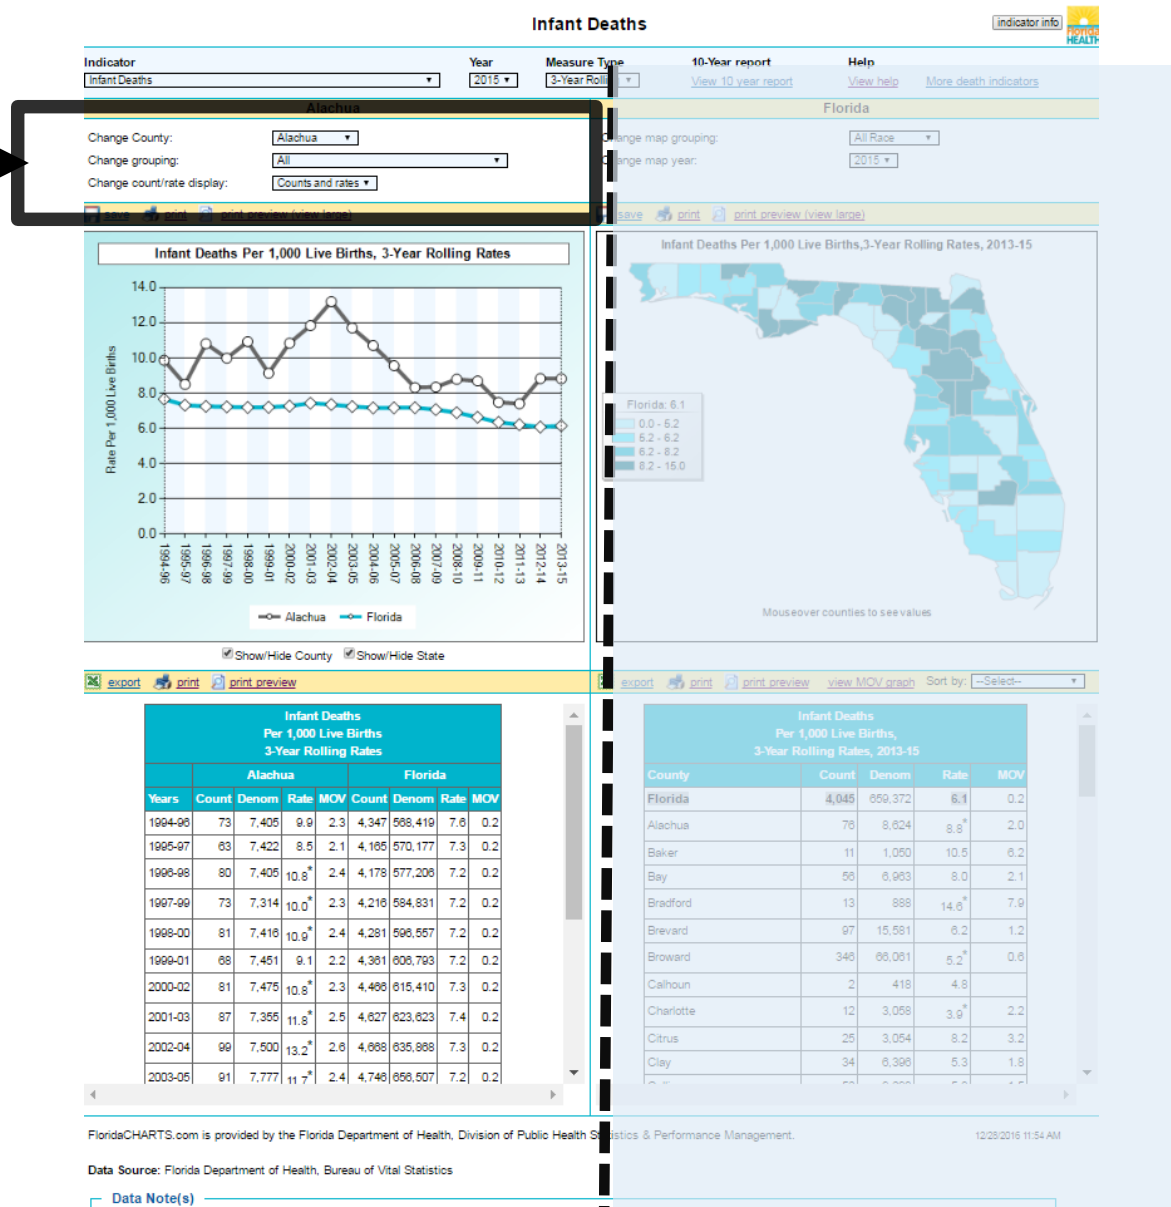 Infant Deaths
indicator info
Florida
HEALTH
Indicator Year Measure Type 10-Year report Help
Infant Deaths 2015 3-Year Rolli View 10 year report View help More death indicators
Alachua
Change County: Alachua
Change grouping: All
Change count/rate display: Counts and rates
save print print preview (view large)
Florida
ange map grouping: All Race
ange map year: 2015
save print print preview (view large)
Infant Deaths Per 1,000 Live Births, 3-Year Rolling Rates
Rate Per 1,000 Live Births
14.0
12.0
10.0
8.0
6.0
4.0
2.0
0.0
1994-96 1995-97 1996-98 1997-99 1998-00 1999-01 2000-02 2001-03 2002-04 2003-05 2004-06 2005-07 2006-08 2007-09 2008-10 2009-11 2010-12 2011-13 2012-14 2013-15
Alachua Florida
Show/Hide County Show/Hide State
Infant Deaths Per 1,000 Live Births,3-Year Rolling Rates, 2013-15
Florida: 6.1
0.0 - 5.2
5.2 - 6.2
6.2 - 8.2
8.2 - 15.0
Mouseover counties to see values
export print print preview
Infant Deaths
Per 1,000 Live Births
3-Year Rolling Rates
Alachua Florida
Years Count Denom Rate MOV Count Denom Rate MOV
1994-96 73 7,405 9.9 2.3 4,347 568,419 7.6 0.2
1995-97 63 7,422 8.5 2.1 4,165 570,177 7.3 0.2
1996-98 80 7,405 10.8* 2.4 4,178 577,206 7.2 0.2
1997-99 73 7,314 10.0* 2.3 4,216 584,831 7.2 0.2
1998-00 81 7,416 10.9* 2.4 4,281 596,557 7.2 0.2
1999-01 68 7,451 9.1 2.2 4,361 606,793 7.2 0.2
2000-02 81 7,475 10.8* 2.3 4,466 615,410 7.3 0.2
2001-03 87 7,355 11.8* 2.5 4,627 623,623 7.4 0.2
2002-04 99 7,500 13.2* 2.6 4,668 635,868 7.3 0.2
2003-05 91 7,777 11.7* 2.4 4,746 656,507 7.2 0.2
export print print preview view MOV graph Sort by: --Select--
Infant Deaths
Per 1,000 Live Births,
3-Year Rolling Rates, 2013-15
County Count Denom Rate MOV
Florida 4,045 659,372 6.1 0.2
Alachua 76 8,624 8.8* 2.0
Baker 11 1,050 10.5 6.2
Bay 56 6,963 8.0 2.1
Bradford 13 888 14.6* 7.9
Brevard 97 15,581 6.2 1.2
Broward 346 66,061 5.2* 0.6
Calhoun 2 418 4.8
Charlotte 12 3,058 3.9* 2.2
Citrus 25 3,054 8.2 3.2
Clay 34 6,396 5.3 1.8
FloridaCHARTS.com is provided by the Florida Department of Health, Division of Public Health Statistics & Performance Management. 12/28/2016 11:54 AM
Data Source: Florida Department of Health, Bureau of Vital Statistics
Data Note(s)